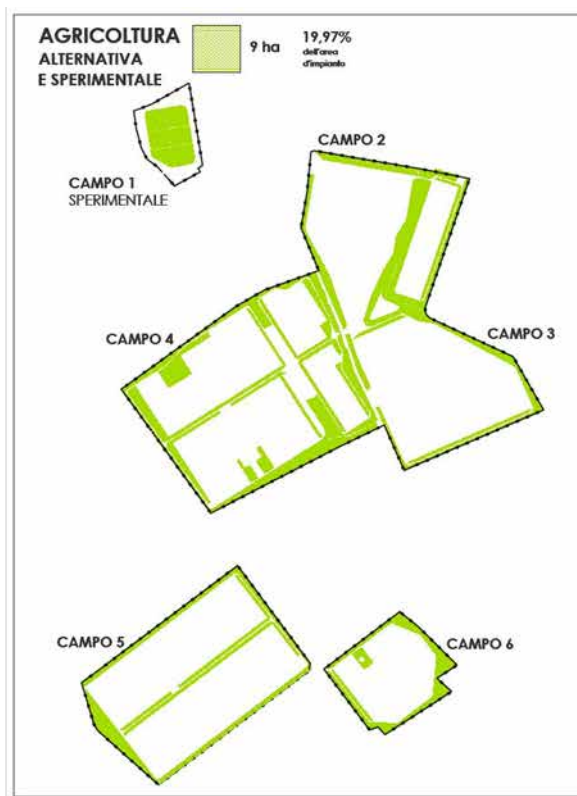 AGRICOLTURA
ALTERNATIVA
E SPERIMENTALE
9 ha
19,97%
dell'area
d'impianto
CAMPO 1
SPERIMENTALE
CAMPO 2
CAMPO 3
CAMPO 4
CAMPO 5
CAMPO 6